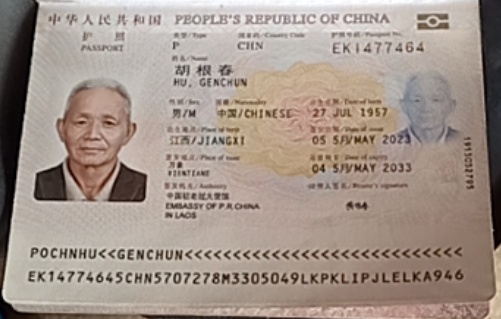 中华人民共和国 PEOPLE'S REPUBLIC OF CHINA
护 照 类型/Type 国家码/Country Code 护照号码/Passport No.
PASSPORT P CHN EK1477464
姓名/Name
胡根春
HU, GENCHUN
性别/Sex 国籍/Nationality 出生日期/Date of birth
男/M 中国/CHINESE 27 JUL 1957
出生地点/Place of birth 签发日期/Date of issue
江西/JIANGXI 05 5月/MAY 2023
签发地点/Place of issue 有效期至/Date of expiry
万象 04 5月/MAY 2033
VIENTIANE
签发机关/Authority 持照人签名/Bearer's signature
中国驻老挝大使馆
EMBASSY OF P.R.CHINA
IN LAOS
POCHNHU<<GENCHUN<<<<<<<<<<<<<<<<<<<<<<<<<<<<
EK14774645CHN5707278M3305049LKPKLIPJLELKA946